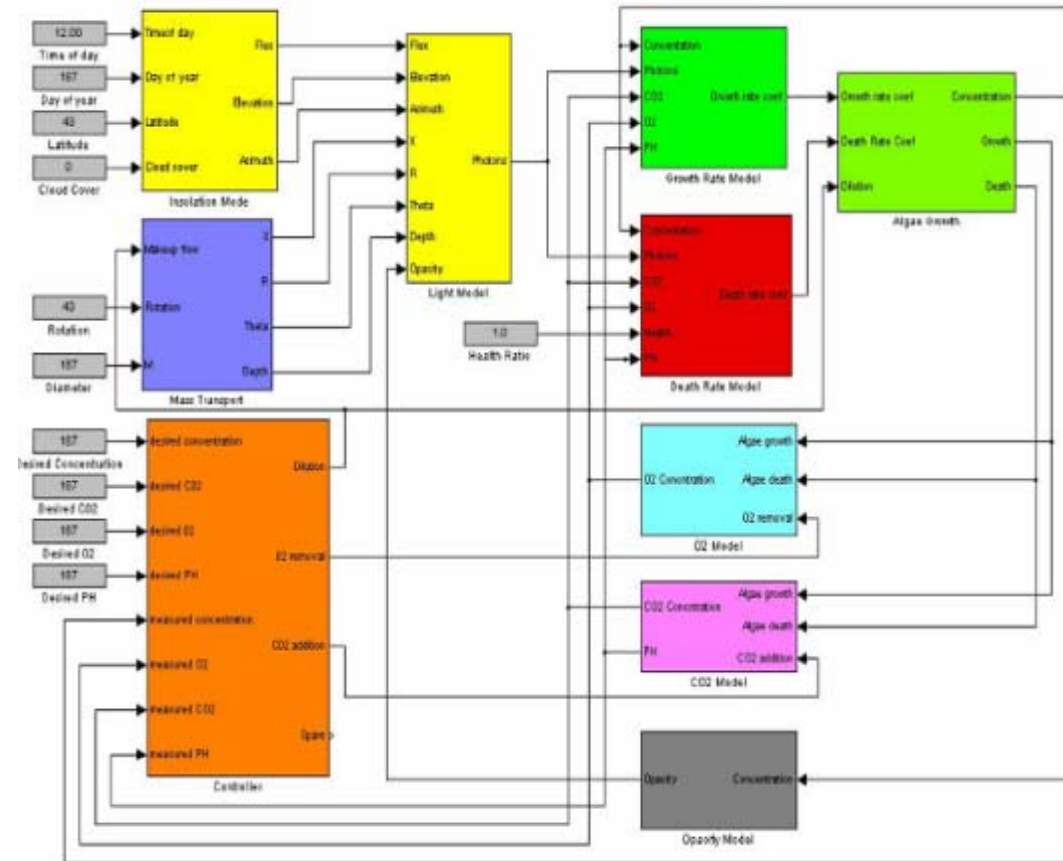 12.00
Time of day
167
Day of year
43
Latitude
0
Cloud Cover
Timeof day
Day of year
Latitude
Cloud cover
Flux
Elevation
Azimuth
Insolation Mode
Makeup flow
Rotation
M
X
R
Theta
Depth
Mass Transport
43
Rotation
167
Diameter
Flux
Elevation
Azimuth
X
R
Theta
Depth
Opacity
Photons
Light Model
1.0
Health Ratio
Concentration
Photons
CO2
O2
PH
Growth rate coef
Growth Rate Model
Concentration
Photons
CO2
O2
Health
PH
Death rate coef
Death Rate Model
Growth rate coef
Death Rate Coef
Dilution
Concentration
Growth
Death
Algae Growth
167
Desired Concentration
167
Desired CO2
167
Desired O2
167
Desired PH
desired concentration
desired CO2
desired O2
desired PH
measured concentration
measured O2
measured CO2
measured PH
Dilution
O2 removal
CO2 addition
Spare
Controller
O2 Concentration
Algae growth
Algae death
O2 removal
O2 Model
CO2 Concentration
PH
Algae growth
Algae death
CO2 addition
CO2 Model
Opacity
Concentration
Opacity Model